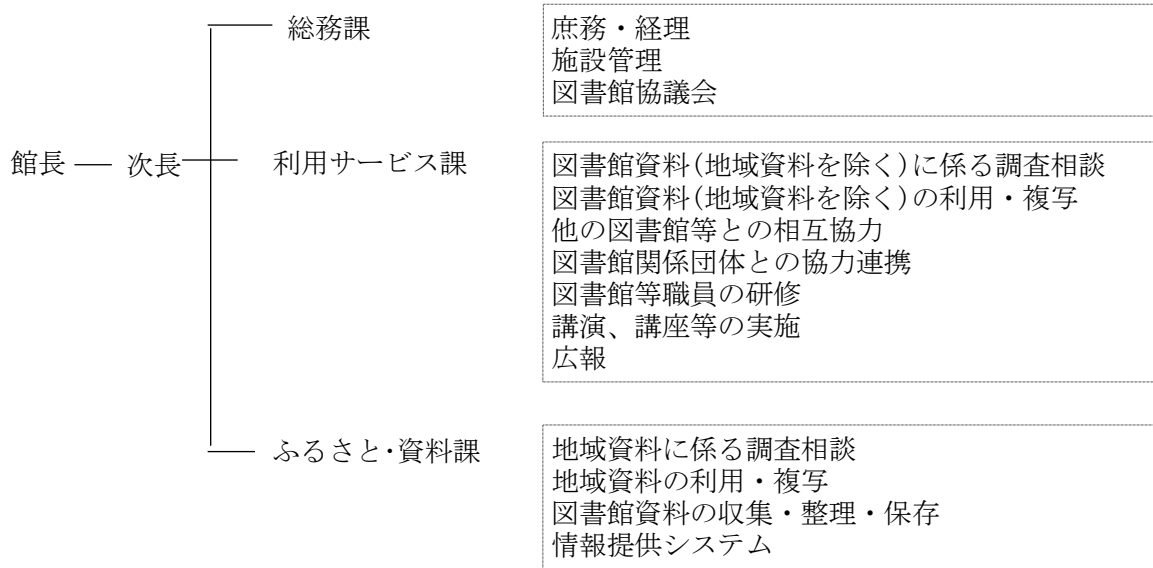 総務課
庶務・経理
施設管理
図書館協議会
館長
次長
利用サービス課
図書館資料(地域資料を除く)に係る調査相談
図書館資料(地域資料を除く)の利用・複写
他の図書館等との相互協力
図書館関係団体との協力連携
図書館等職員の研修
講演、講座等の実施
広報
ふるさと・資料課
地域資料に係る調査相談
地域資料の利用・複写
図書館資料の収集・整理・保存
情報提供システム